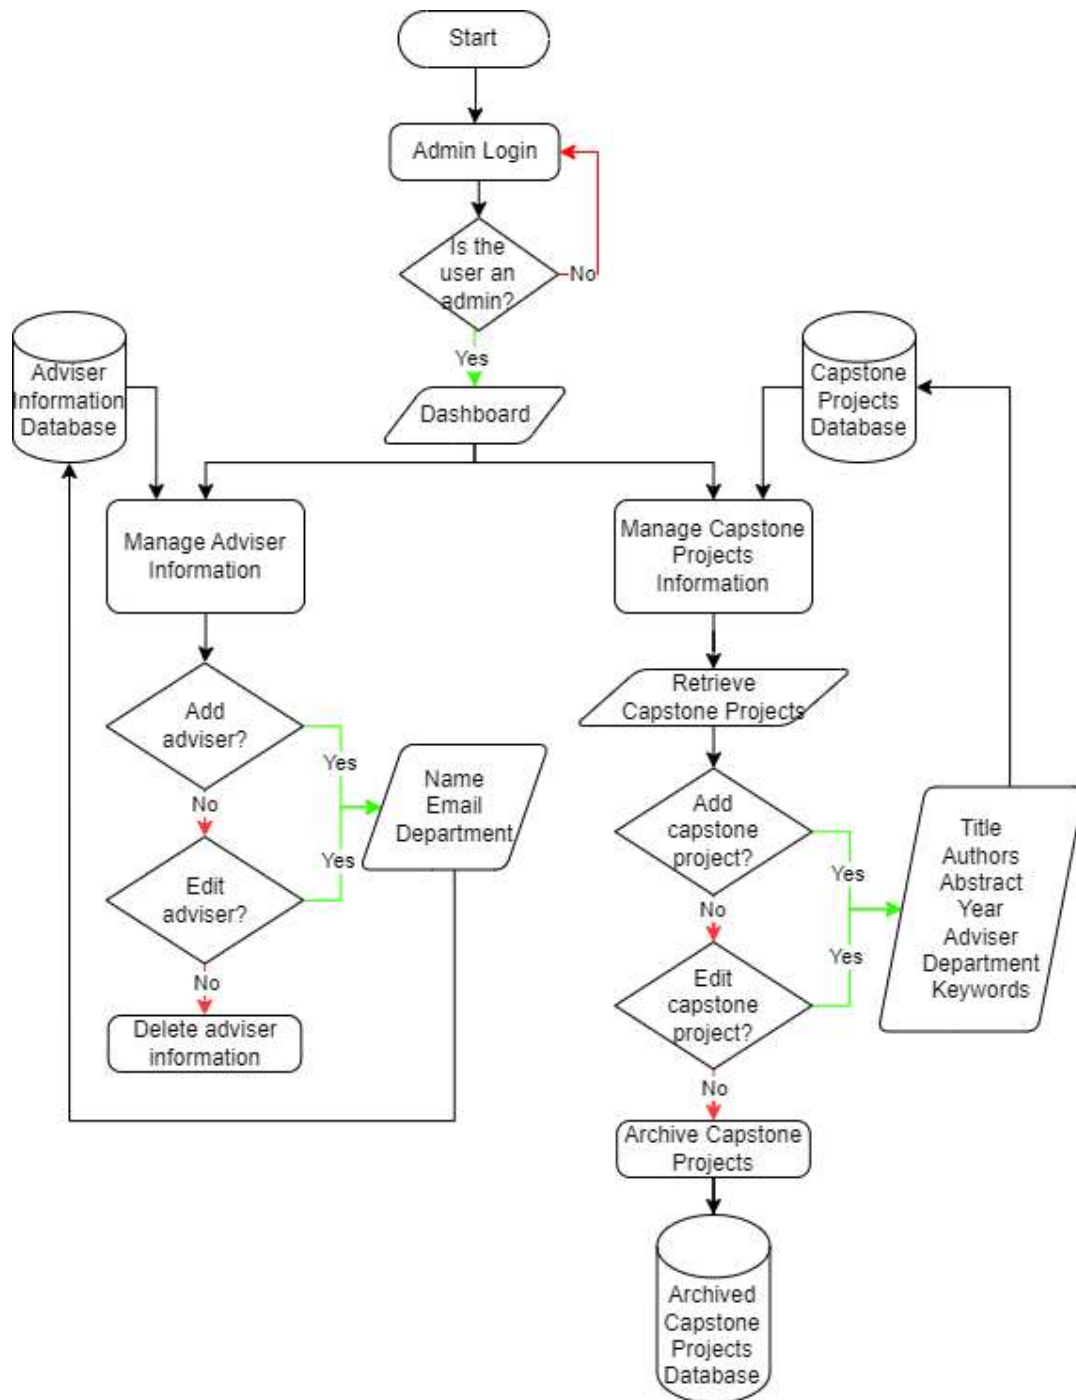 Start
Admin Login
Is the
user an
admin?
No
Yes
Dashboard
Adviser
Information
Database
Capstone
Projects
Database
Manage Adviser
Information
Manage Capstone
Projects
Information
Add
adviser?
Yes
No
Edit
adviser?
Yes
No
Name
Email
Department
Delete adviser
information
Retrieve
Capstone Projects
Add
capstone
project?
Yes
No
Edit
capstone
project?
Yes
No
Title
Authors
Abstract
Year
Adviser
Department
Keywords
Archive Capstone
Projects
Archived
Capstone
Projects
Database